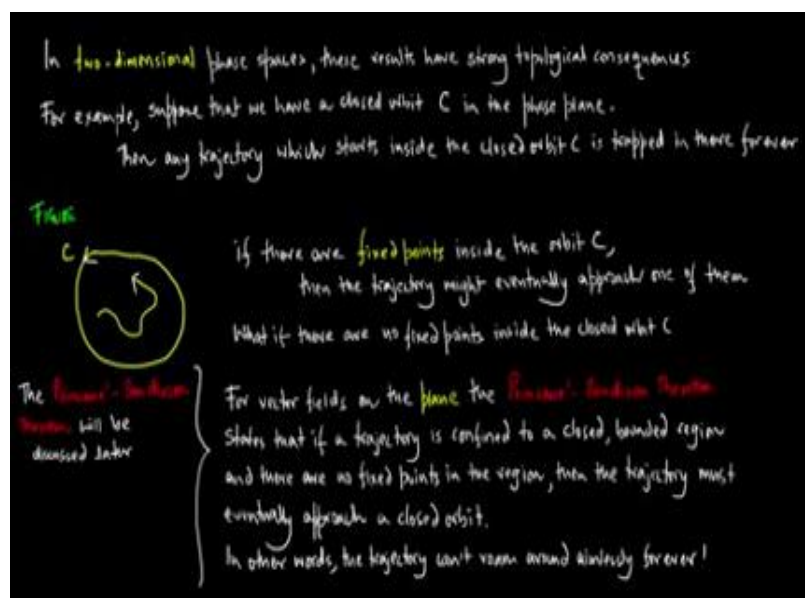 In two-dimensional phase spaces, these results have strong topological consequences
For example, suppose that we have a closed orbit C in the phase plane.
Then any trajectory which starts inside the closed orbit C is trapped in there forever
Figure
C
if there are fixed points inside the orbit C,
then the trajectory might eventually approach one of them
What if there are no fixed points inside the closed orbit C
The Poincare'-Bendixson
Theorem will be
discussed later
For vector fields on the plane the Poincare'-Bendixson Theorem
states that if a trajectory is confined to a closed, bounded region
and there are no fixed points in the region, then the trajectory must
eventually approach a closed orbit.
In other words, the trajectory can't roam around aimlessly forever!